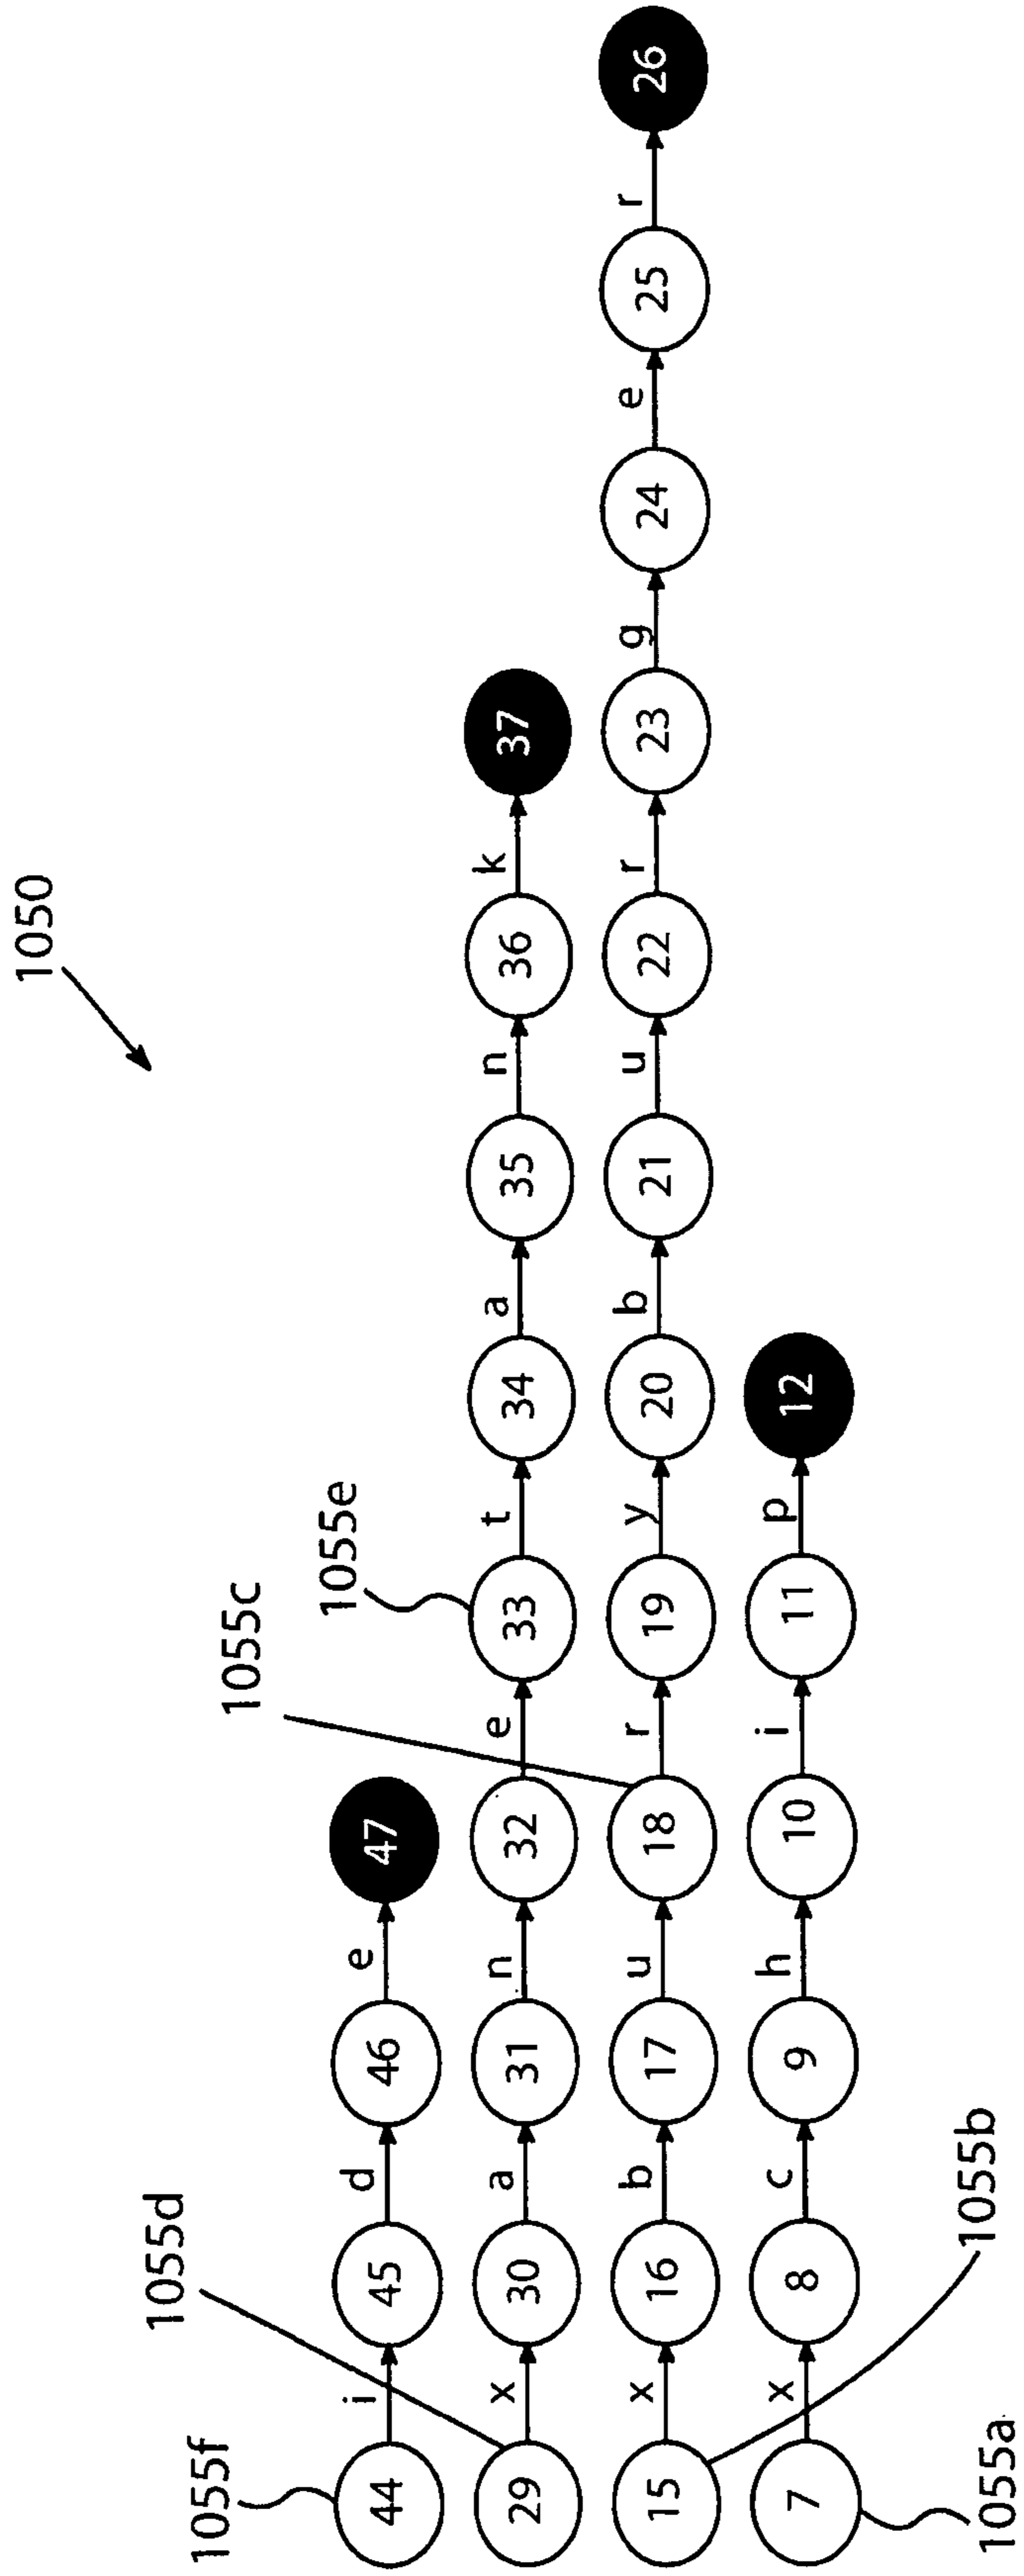 1050
1055d
1055f
1055c
1055e
i d e
44 45 46 47
x a n e t a n k
29 30 31 32 33 34 35 36 37
x b u r y b u r g e r
15 16 17 18 19 20 21 22 23 24 25 26
x c h i p
7 8 9 10 11 12
1055b
1055a